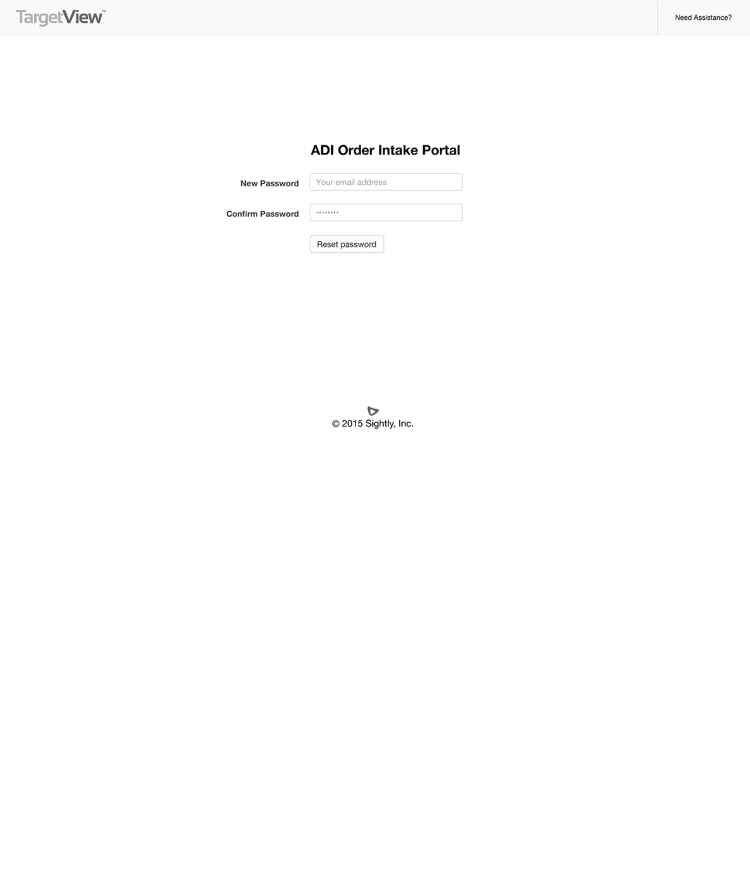 TargetView™
Need Assistance?
ADI Order Intake Portal
New Password
Your email address
Confirm Password
••••••••
Reset password
© 2015 Sightly, Inc.